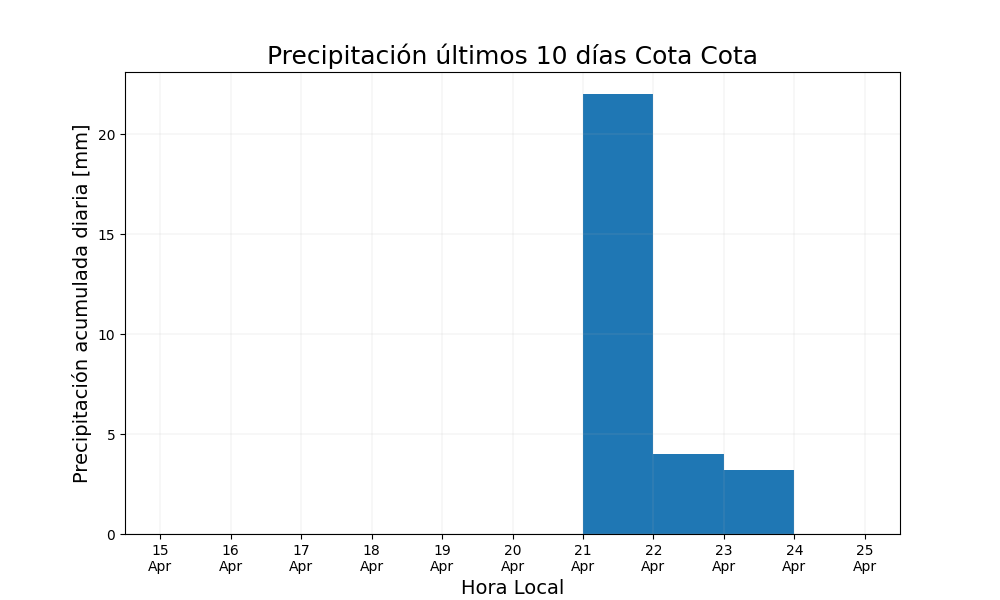 Precipitación últimos 10 días Cota Cota
Precipitación acumulada diaria [mm]
20
15
10
5
0
15 16 17 18 19 20 21 22 23 24 25
Apr Apr Apr Apr Apr Apr Apr Apr Apr Apr Apr
Hora Local